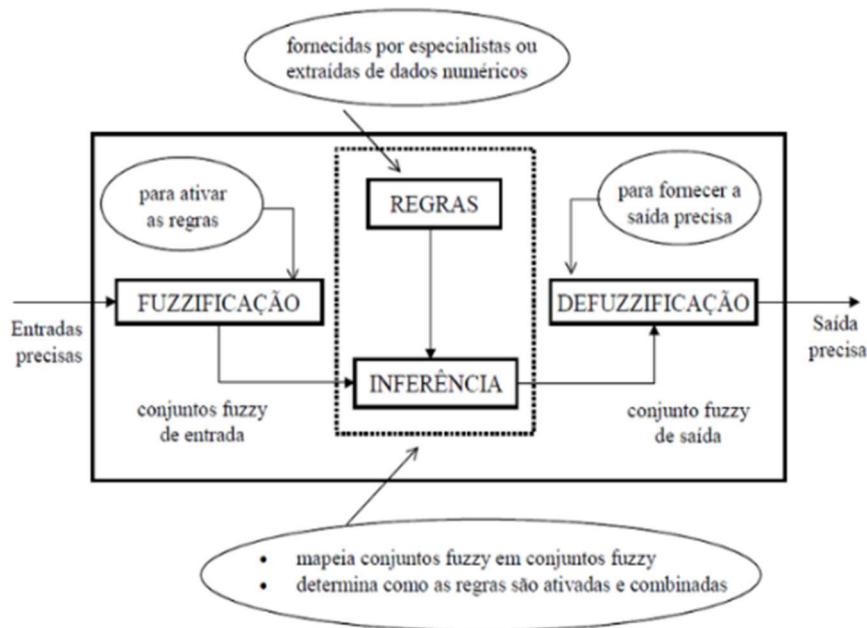 fornecidas por especialistas ou
extraídas de dados numéricos
para ativar
as regras
REGRAS
para fornecer a
saída precisa
FUZZIFICAÇÃO
DEFUZZIFICAÇÃO
Entradas
precisas
Saída
precisa
INFERÊNCIA
conjuntos fuzzy
de entrada
conjunto fuzzy
de saída
• mapeia conjuntos fuzzy em conjuntos fuzzy
• determina como as regras são ativadas e combinadas